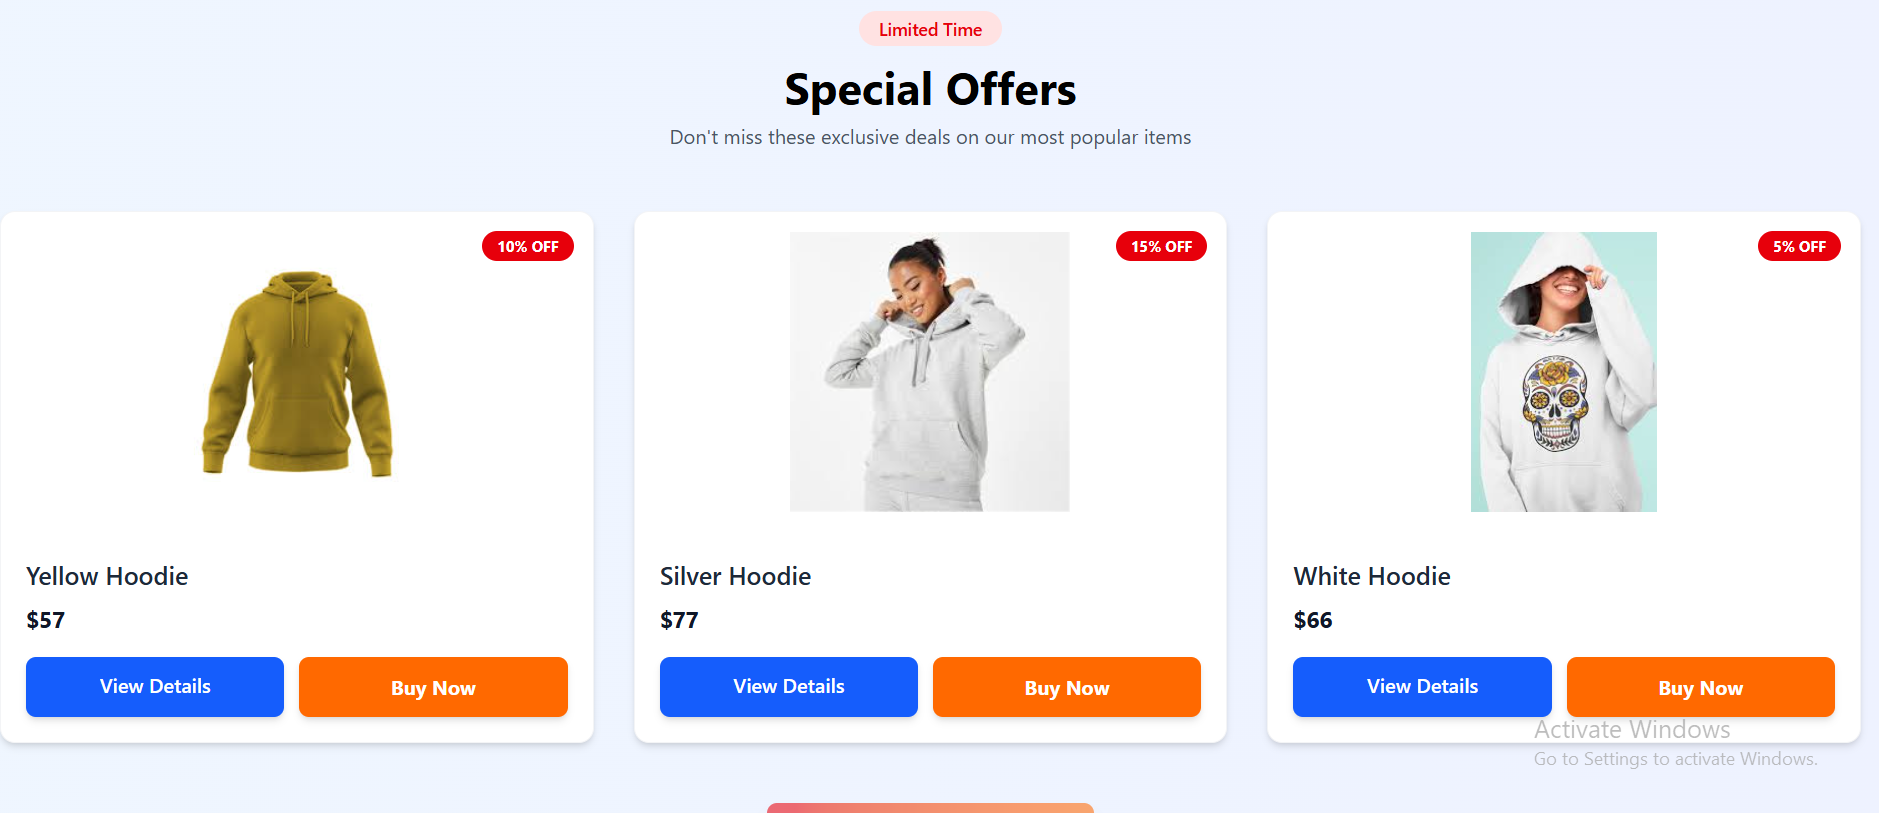 Limited Time
Special Offers
Don't miss these exclusive deals on our most popular items
10% OFF
15% OFF
5% OFF
Yellow Hoodie
$57
View Details
Buy Now
Silver Hoodie
$77
View Details
Buy Now
White Hoodie
$66
View Details
Buy Now
Activate Windows
Go to Settings to activate Windows.